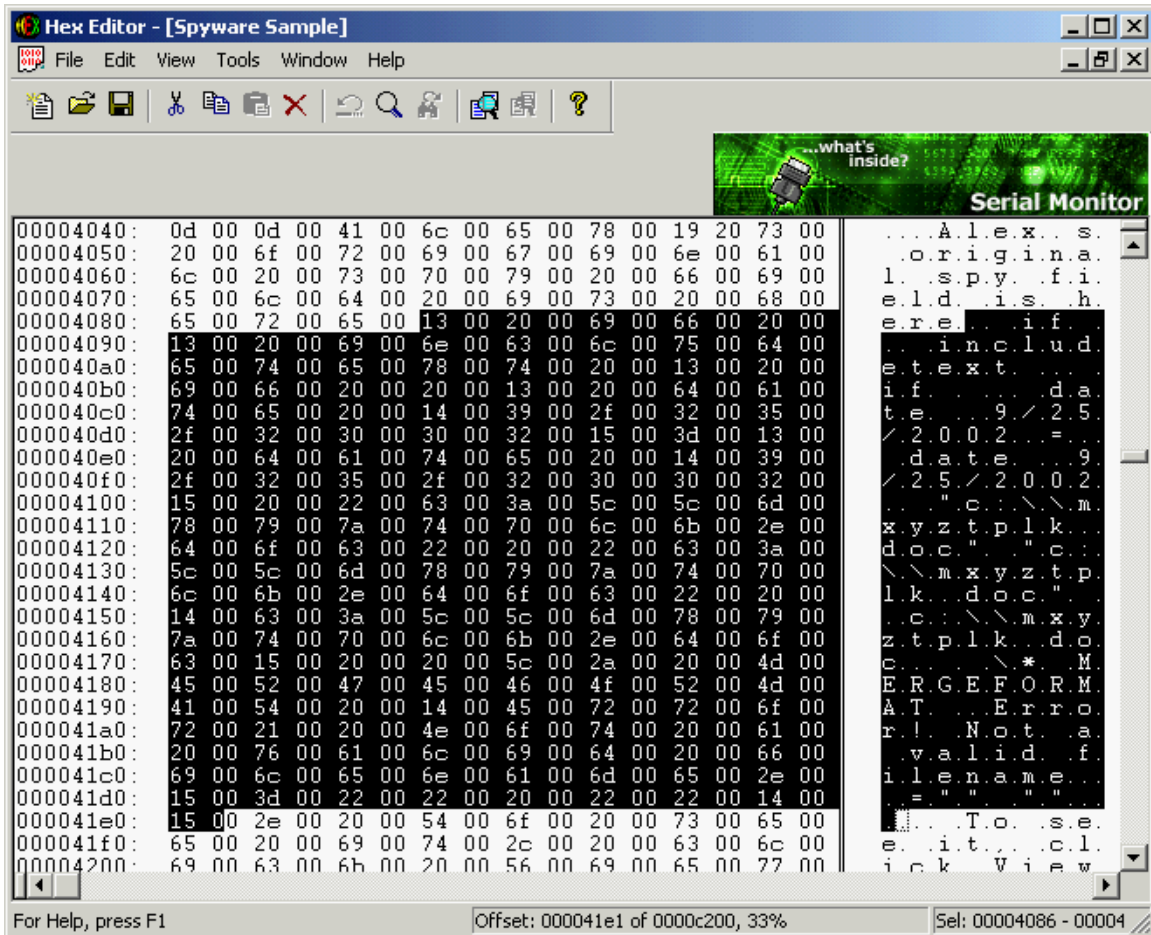 Hex Editor - [Spyware Sample]
File Edit View Tools Window Help
...what's
inside?
Serial Monitor
00004040: 0d 00 0d 00 41 00 6c 00 65 00 78 00 19 20 73 00 ....A.l.e.x.. s.
00004050: 20 00 6f 00 72 00 69 00 67 00 69 00 6e 00 61 00 .o.r.i.g.i.n.a.
00004060: 6c 00 20 00 73 00 70 00 79 00 20 00 66 00 69 00 l. .s.p.y. .f.i.
00004070: 65 00 6c 00 64 00 20 00 69 00 73 00 20 00 68 00 e.l.d. .i.s. .h.
00004080: 65 00 72 00 65 00 13 00 20 00 69 00 66 00 20 00 e.r.e... .i.f. .
00004090: 13 00 20 00 69 00 6e 00 63 00 6c 00 75 00 64 00 .. .i.n.c.l.u.d.
000040a0: 65 00 74 00 65 00 78 00 74 00 20 00 13 00 20 00 e.t.e.x.t. ... .
000040b0: 69 00 66 00 20 00 20 00 13 00 20 00 64 00 61 00 i.f. . ... .d.a.
000040c0: 74 00 65 00 20 00 14 00 39 00 2f 00 32 00 35 00 t.e. ...9./.2.5.
000040d0: 2f 00 32 00 30 00 30 00 32 00 15 00 3d 00 13 00 /.2.0.0.2...=...
000040e0: 20 00 64 00 61 00 74 00 65 00 20 00 14 00 39 00 .d.a.t.e. ...9.
000040f0: 2f 00 32 00 35 00 2f 00 32 00 30 00 30 00 32 00 /.2.5./.2.0.0.2.
00004100: 15 00 20 00 22 00 63 00 3a 00 5c 00 5c 00 6d 00 .. .".c.:.\.\.m.
00004110: 78 00 79 00 7a 00 74 00 70 00 6c 00 6b 00 2e 00 x.y.z.t.p.l.k...
00004120: 64 00 6f 00 63 00 22 00 20 00 22 00 63 00 3a 00 d.o.c.". .".c.:.
00004130: 5c 00 5c 00 6d 00 78 00 79 00 7a 00 74 00 70 00 \.\.m.x.y.z.t.p.
00004140: 6c 00 6b 00 2e 00 64 00 6f 00 63 00 22 00 20 00 l.k...d.o.c.". .
00004150: 14 00 63 00 3a 00 5c 00 5c 00 6d 00 78 00 79 00 ..c.:.\.\.m.x.y.
00004160: 7a 00 74 00 70 00 6c 00 6b 00 2e 00 64 00 6f 00 z.t.p.l.k...d.o.
00004170: 63 00 15 00 20 00 20 00 5c 00 2a 00 20 00 4d 00 c... . .\.*. .M.
00004180: 45 00 52 00 47 00 45 00 46 00 4f 00 52 00 4d 00 E.R.G.E.F.O.R.M.
00004190: 41 00 54 00 20 00 14 00 45 00 72 00 72 00 6f 00 A.T. ...E.r.r.o.
000041a0: 72 00 21 00 20 00 4e 00 6f 00 74 00 20 00 61 00 r.!. .N.o.t. .a.
000041b0: 20 00 76 00 61 00 6c 00 69 00 64 00 20 00 66 00 .v.a.l.i.d. .f.
000041c0: 69 00 6c 00 65 00 6e 00 61 00 6d 00 65 00 2e 00 i.l.e.n.a.m.e...
000041d0: 15 00 3d 00 22 00 22 00 20 00 22 00 22 00 14 00 ..=.".". ."."...
000041e0: 15 00 2e 00 20 00 54 00 6f 00 20 00 73 00 65 00 .... .T.o. .s.e.
000041f0: 65 00 20 00 69 00 74 00 2c 00 20 00 63 00 6c 00 e. .i.t.,. .c.l.
00004200: 69 00 63 00 6b 00 20 00 56 00 69 00 65 00 77 00 i.c.k. .V.i.e.w.
For Help, press F1 Offset: 000041e1 of 0000c200, 33% Sel: 00004086 - 00004